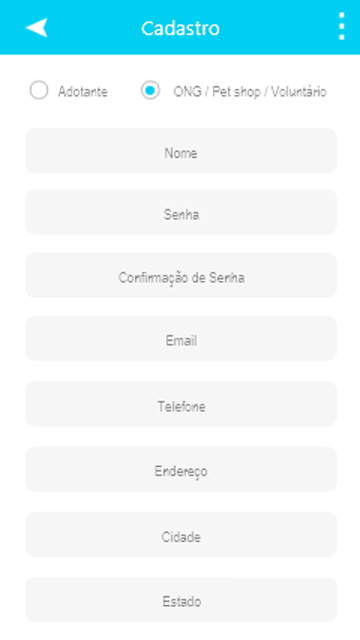 Cadastro
Adotante ONG / Pet shop / Voluntário
Nome
Senha
Confirmação de Senha
Email
Telefone
Endereço
Cidade
Estado